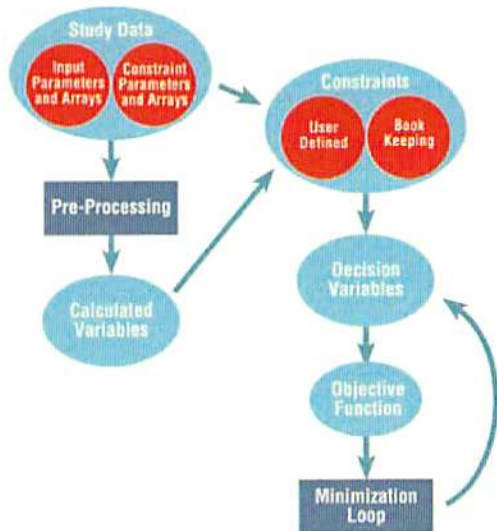 Study Data
Input
Parameters
and Arrays
Constraint
Parameters
and Arrays
Constraints
User
Defined
Book
Keeping
Pre-Processing
Calculated
Variables
Decision
Variables
Objective
Function
Minimization
Loop